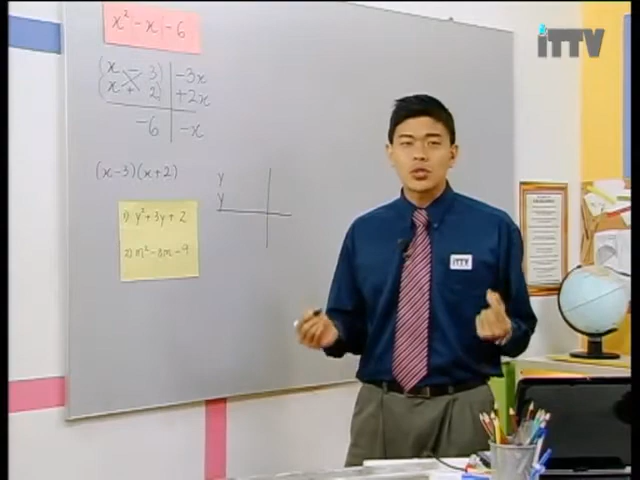 x² - x - 6
ITTV
(x - 3) -3x
(x + 2) +2x
-6 -x
(x-3)(x+2)
y
y
1) y² + 3y + 2
2) m² - 8m - 9
ITTV